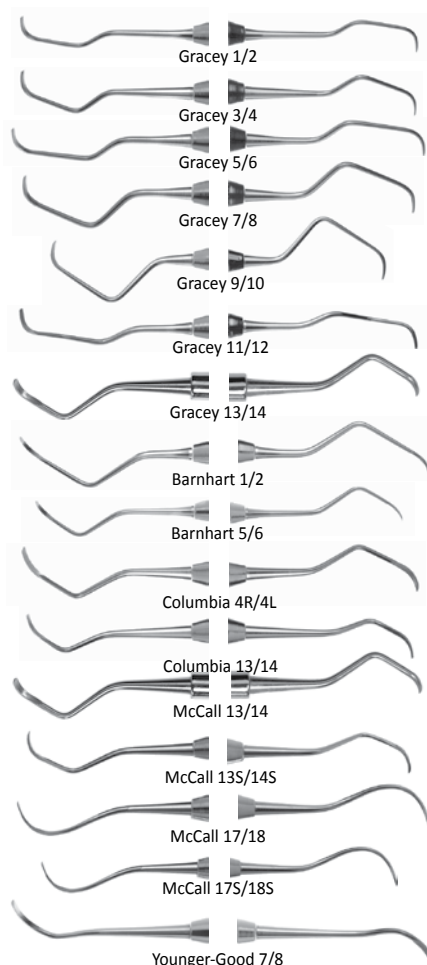 Gracey 1/2
Gracey 3/4
Gracey 5/6
Gracey 7/8
Gracey 9/10
Gracey 11/12
Gracey 13/14
Barnhart 1/2
Barnhart 5/6
Columbia 4R/4L
Columbia 13/14
McCall 13/14
McCall 13S/14S
McCall 17/18
McCall 17S/18S
Younger-Good 7/8